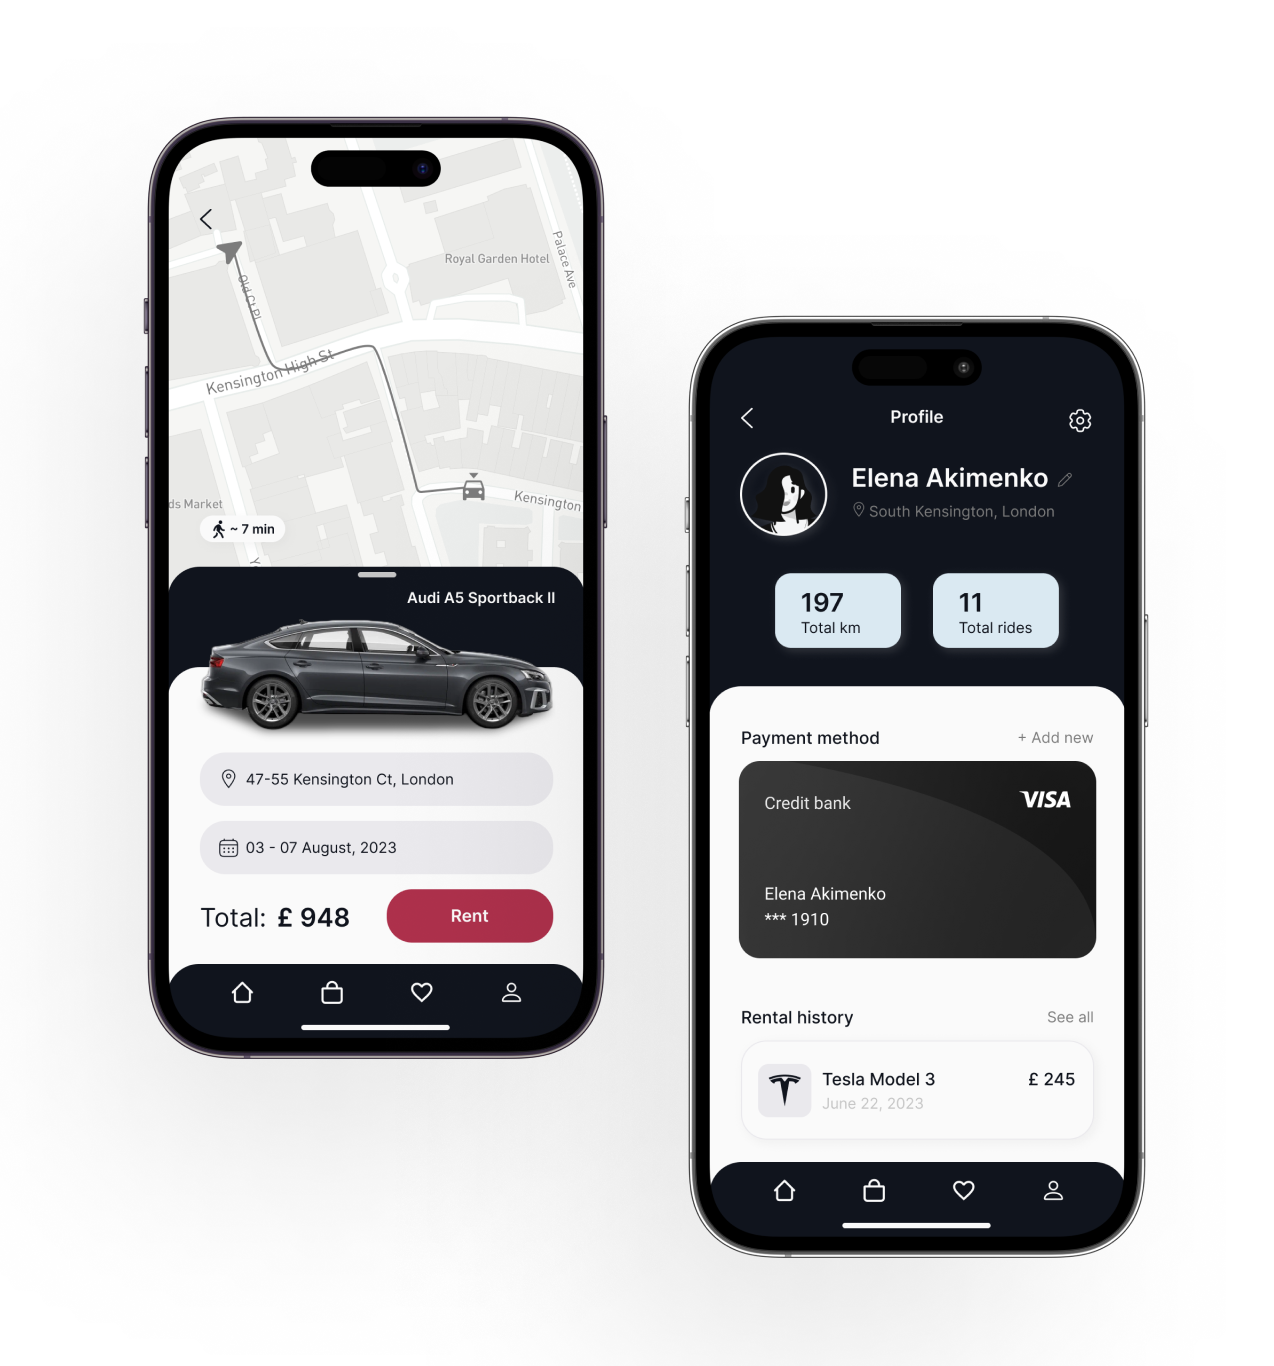 Royal Garden Hotel
Palace Ave
Old Ct Pl
Kensington High St
Kensington
ds Market
~ 7 min
Y
Audi A5 Sportback II
47-55 Kensington Ct, London
03 - 07 August, 2023
Total: £ 948
Rent
Profile
Elena Akimenko
South Kensington, London
197
Total km
11
Total rides
Payment method
+ Add new
Credit bank
VISA
Elena Akimenko
*** 1910
Rental history
See all
Tesla Model 3
£ 245
June 22, 2023